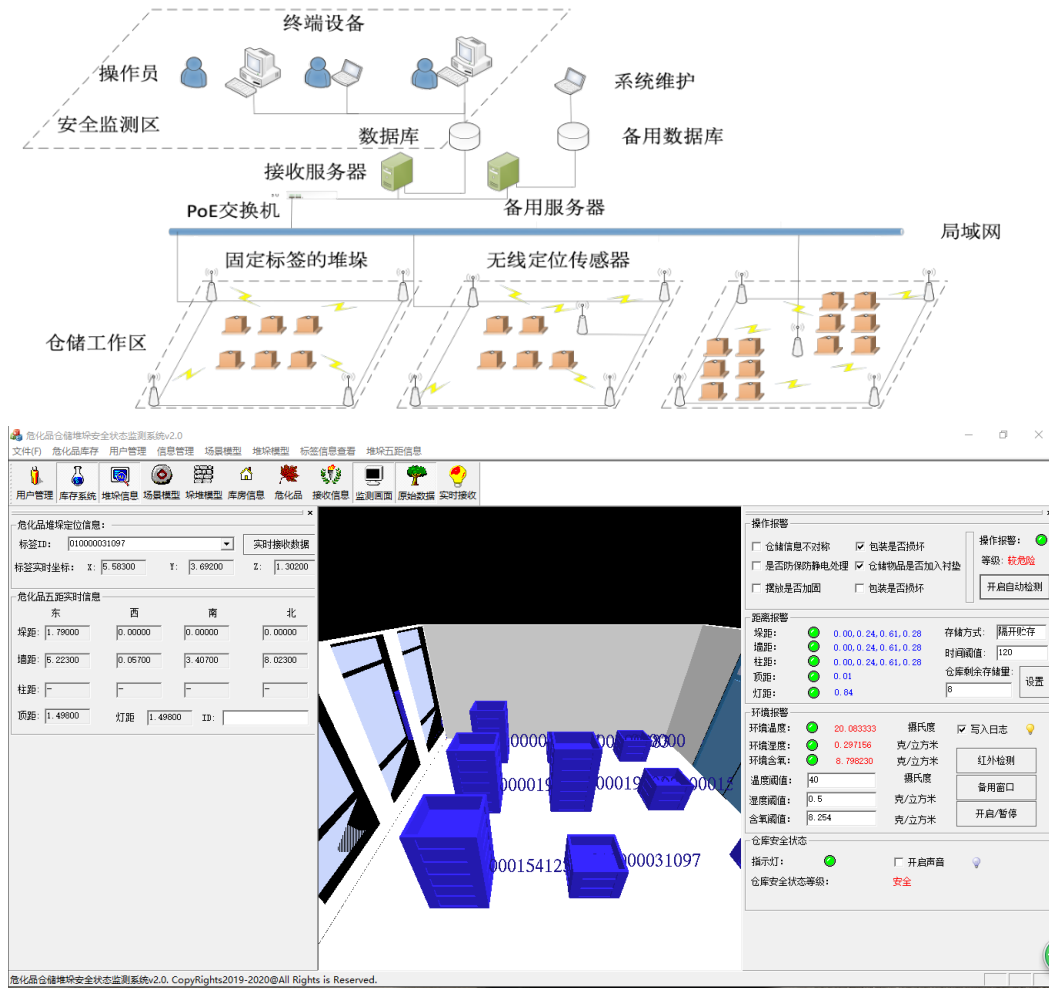 终端设备
操作员
系统维护
安全监测区
数据库
备用数据库
接收服务器
PoE交换机
备用服务器
局域网
固定标签的堆垛
无线定位传感器
仓储工作区
危化品仓储堆垛安全状态监测系统v2.0
文件(F) 危化品库存 用户管理 信息管理 场景模型 堆垛模型 标签信息查看 堆垛五距信息
用户管理 库存系统 堆垛信息 场景模型 垛堆模型 库房信息 危化品 接收信息 监测画面 原始数据 实时接收
危化品堆垛定位信息:
标签ID: 010000031097 实时接收数据
标签实时坐标: X: 5.58300 Y: 3.69200 Z: 1.30200
危化品五距实时信息
东 西 南 北
垛距: 1.79000 0.00000 0.00000 0.00000
墙距: 5.22300 0.05700 3.40700 8.02300
柱距: — — — —
顶距: 1.49800 灯距 1.49800 ID:
00019
00019
00015412
000031097
操作报警
仓储信息不对称 包装是否损坏
是否防保防静电处理 仓储物品是否加入衬垫
摆放是否加固 包装是否损坏
操作报警:
等级: 较危险
开启自动检测
距离报警
垛距: 0.00,0.24,0.61,0.28 存储方式: 隔开贮存
墙距: 0.00,0.24,0.61,0.28 时间阈值: 120
柱距: 0.00,0.24,0.61,0.28 仓库剩余存储量:
顶距: 0.01 8 设置
灯距: 0.84
环境报警
环境温度: 20.083333 摄氏度 写入日志
环境湿度: 0.297156 克/立方米 红外检测
环境含氧: 8.798230 克/立方米
温度阈值: 40 摄氏度 备用窗口
湿度阈值: 0.5 克/立方米 开启/暂停
含氧阈值: 8.254 克/立方米
仓库安全状态
指示灯: 开启声音
仓库安全状态等级: 安全
危化品仓储堆垛安全状态监测系统v2.0. CopyRights2019-2020@All Rights is Reserved.